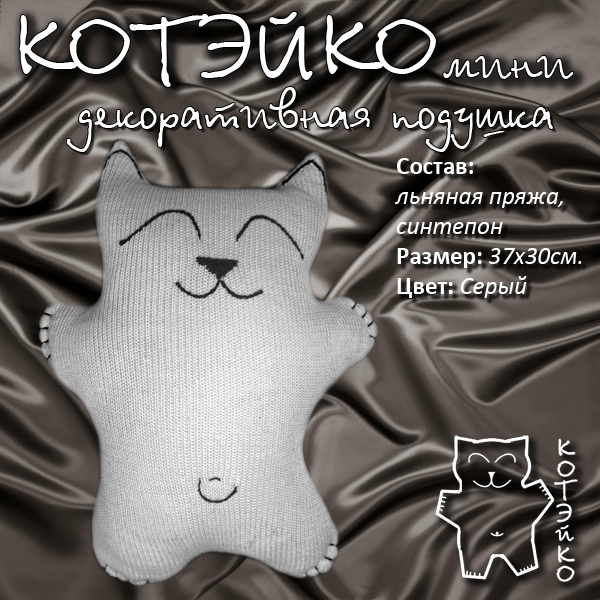 КОТЭЙКО мини
декоративная подушка
Состав:
льняная пряжа,
синтепон
Размер: 37х30см.
Цвет: Серый
КОТЭЙКО